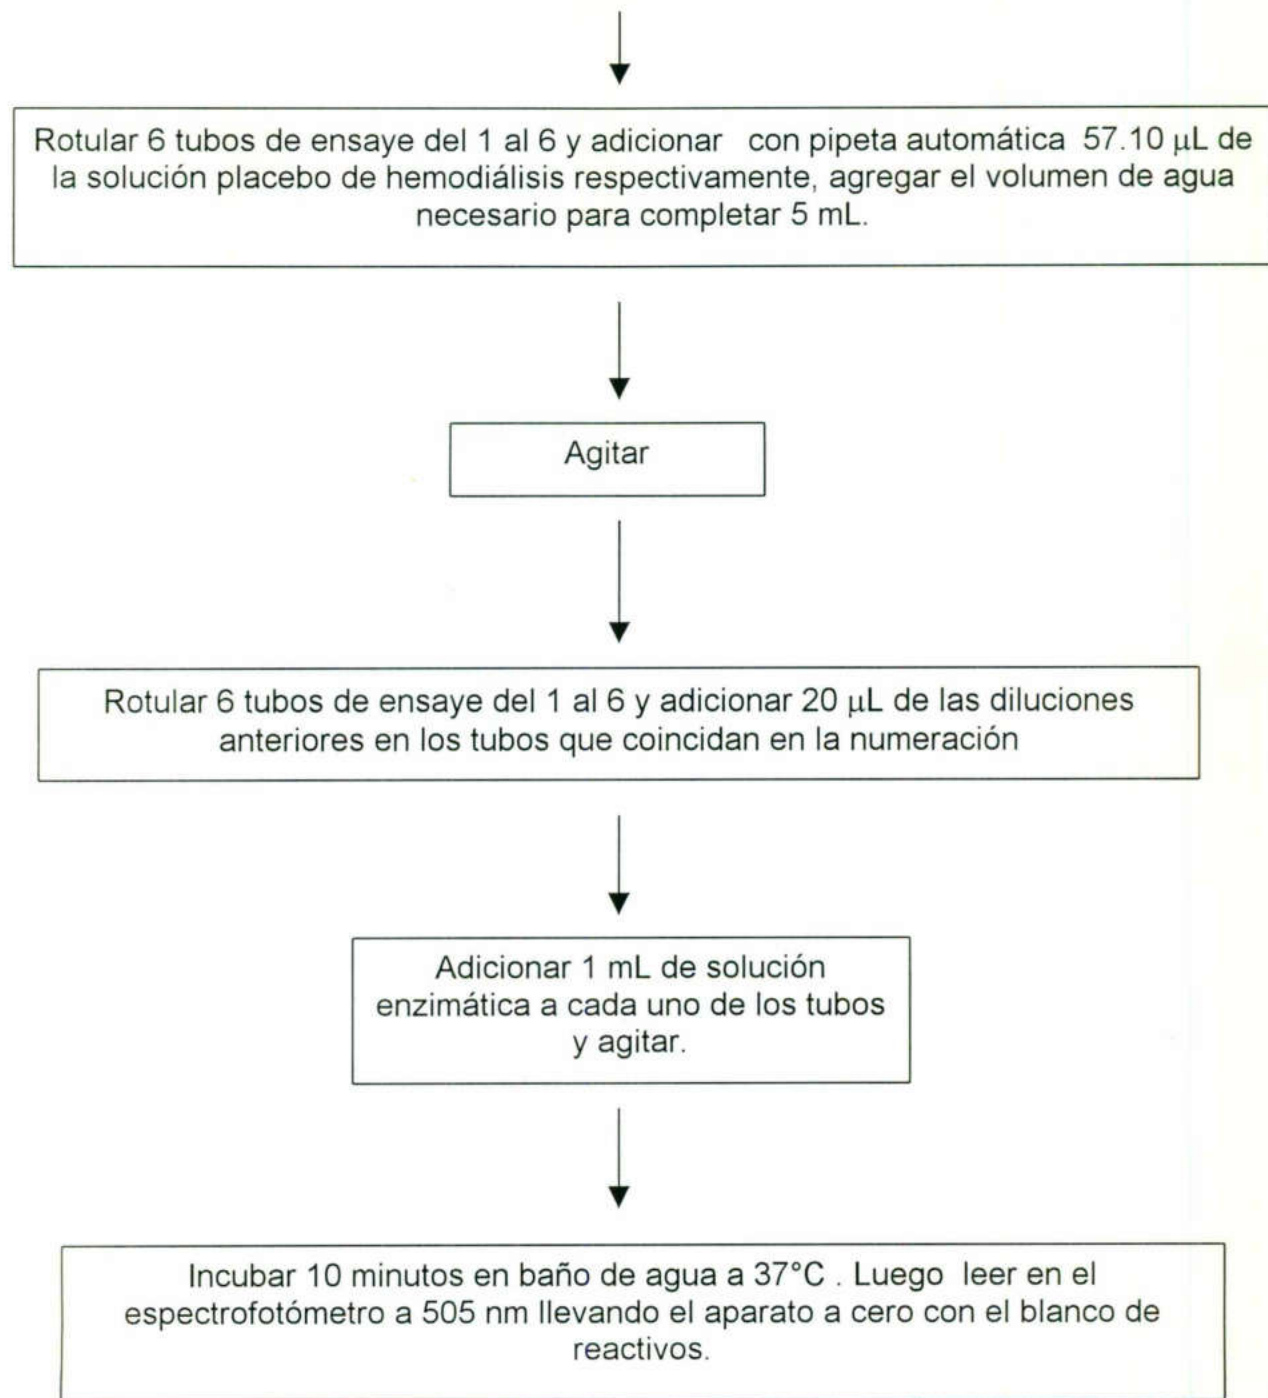 Rotular 6 tubos de ensaye del 1 al 6 y adicionar con pipeta automática 57.10 µL de
la solución placebo de hemodiálisis respectivamente, agregar el volumen de agua
necesario para completar 5 mL.
Agitar
Rotular 6 tubos de ensaye del 1 al 6 y adicionar 20 µL de las diluciones
anteriores en los tubos que coincidan en la numeración
Adicionar 1 mL de solución
enzimática a cada uno de los tubos
y agitar.
Incubar 10 minutos en baño de agua a 37°C . Luego leer en el
espectrofotómetro a 505 nm llevando el aparato a cero con el blanco de
reactivos.